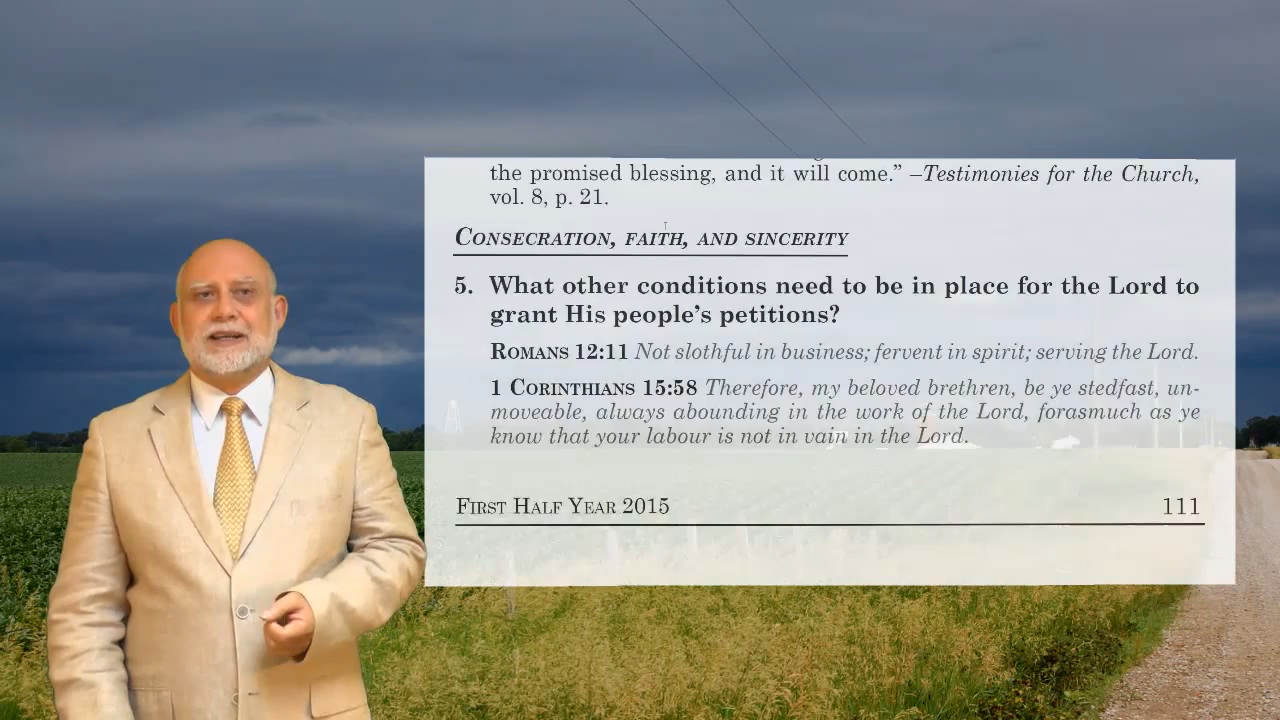 the promised blessing, and it will come.” –Testimonies for the Church,
vol. 8, p. 21.
Consecration, faith, and sincerity
5. What other conditions need to be in place for the Lord to
grant His people’s petitions?
Romans 12:11 Not slothful in business; fervent in spirit; serving the Lord.
1 Corinthians 15:58 Therefore, my beloved brethren, be ye stedfast, un-
moveable, always abounding in the work of the Lord, forasmuch as ye
know that your labour is not in vain in the Lord.
First Half Year 2015 111